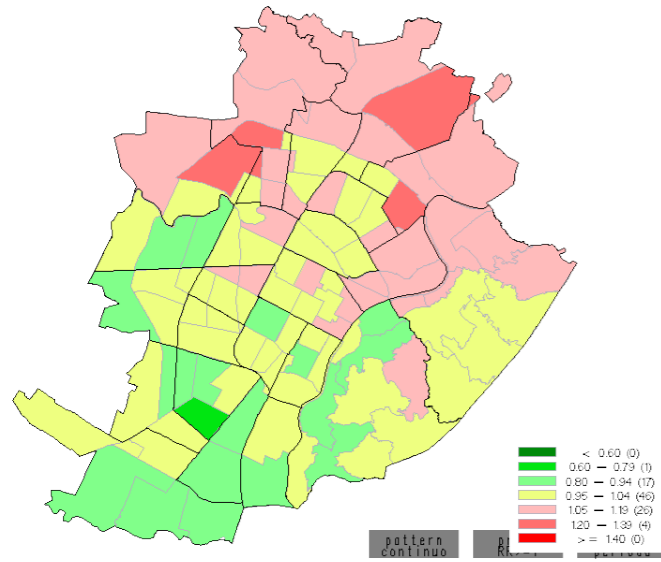 < 0.60 (0)
0.60 – 0.79 (1)
0.80 – 0.94 (17)
0.95 – 1.04 (46)
1.05 – 1.19 (26)
1.20 – 1.39 (4)
>= 1.40 (0)
pattern
continuo